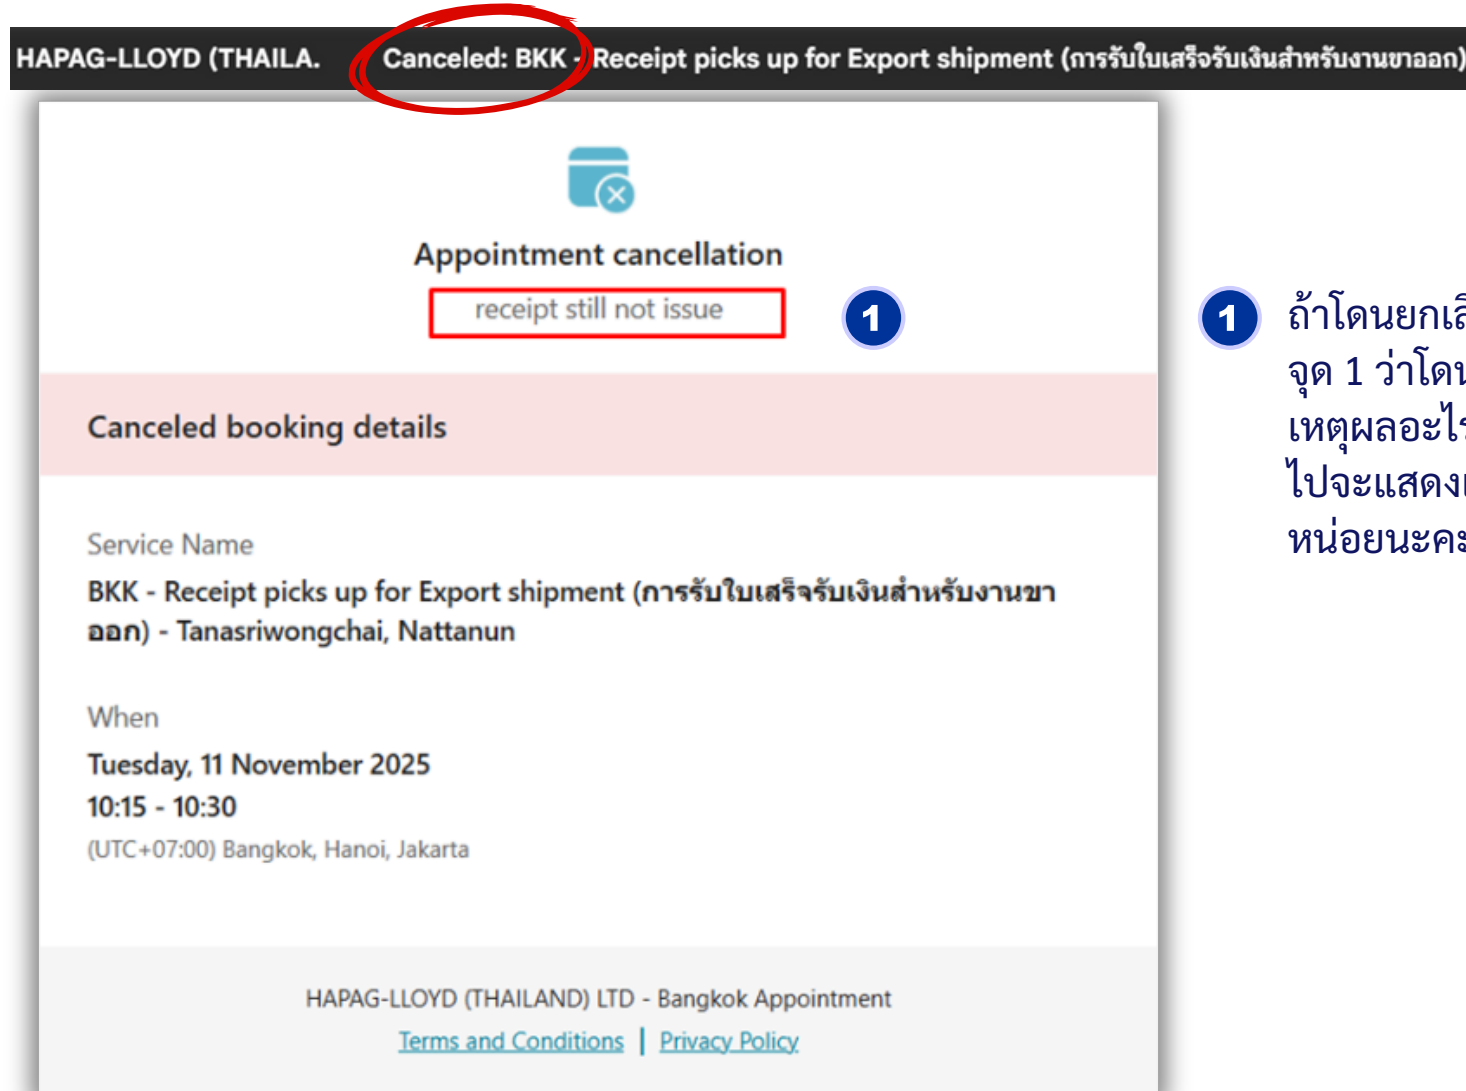 HAPAG-LLOYD (THAILA. Canceled: BKK - Receipt picks up for Export shipment (การรับใบเสร็จรับเงินสำหรับงานขาออก)
Appointment cancellation
receipt still not issue
1
Canceled booking details
Service Name
BKK - Receipt picks up for Export shipment (การรับใบเสร็จรับเงินสำหรับงานขา
ออก) - Tanasriwongchai, Nattanun
When
Tuesday, 11 November 2025
10:15 - 10:30
(UTC+07:00) Bangkok, Hanoi, Jakarta
HAPAG-LLOYD (THAILAND) LTD - Bangkok Appointment
Terms and Conditions | Privacy Policy
1
ถ้าโดนยกเ
จุด 1 ว่าโดน
เหตุผลอะไร
ไปจะแสดง
หน่อยนะคะ